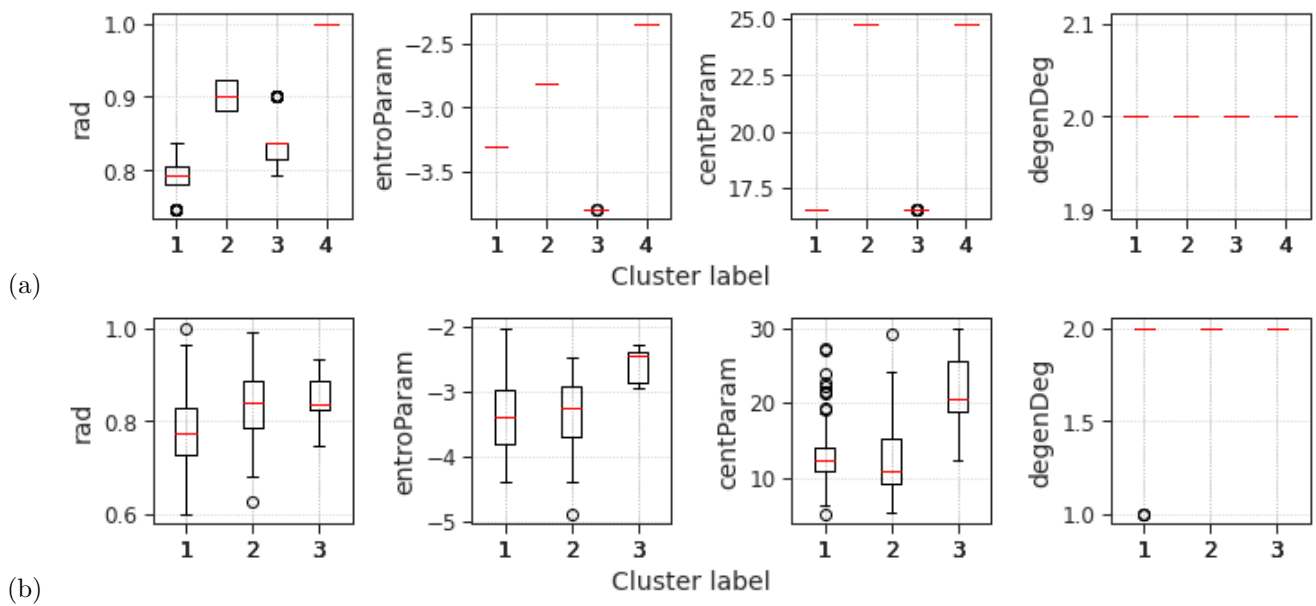 rad
1.0
0.9
0.8
1 2 3 4
entroParam
−2.5
−3.0
−3.5
1 2 3 4
centParam
25.0
22.5
20.0
17.5
1 2 3 4
degenDeg
2.1
2.0
1.9
1 2 3 4
Cluster label
(a)
rad
1.0
0.8
0.6
1 2 3
entroParam
−2
−3
−4
−5
1 2 3
centParam
30
20
10
1 2 3
degenDeg
2.0
1.5
1.0
1 2 3
Cluster label
(b)